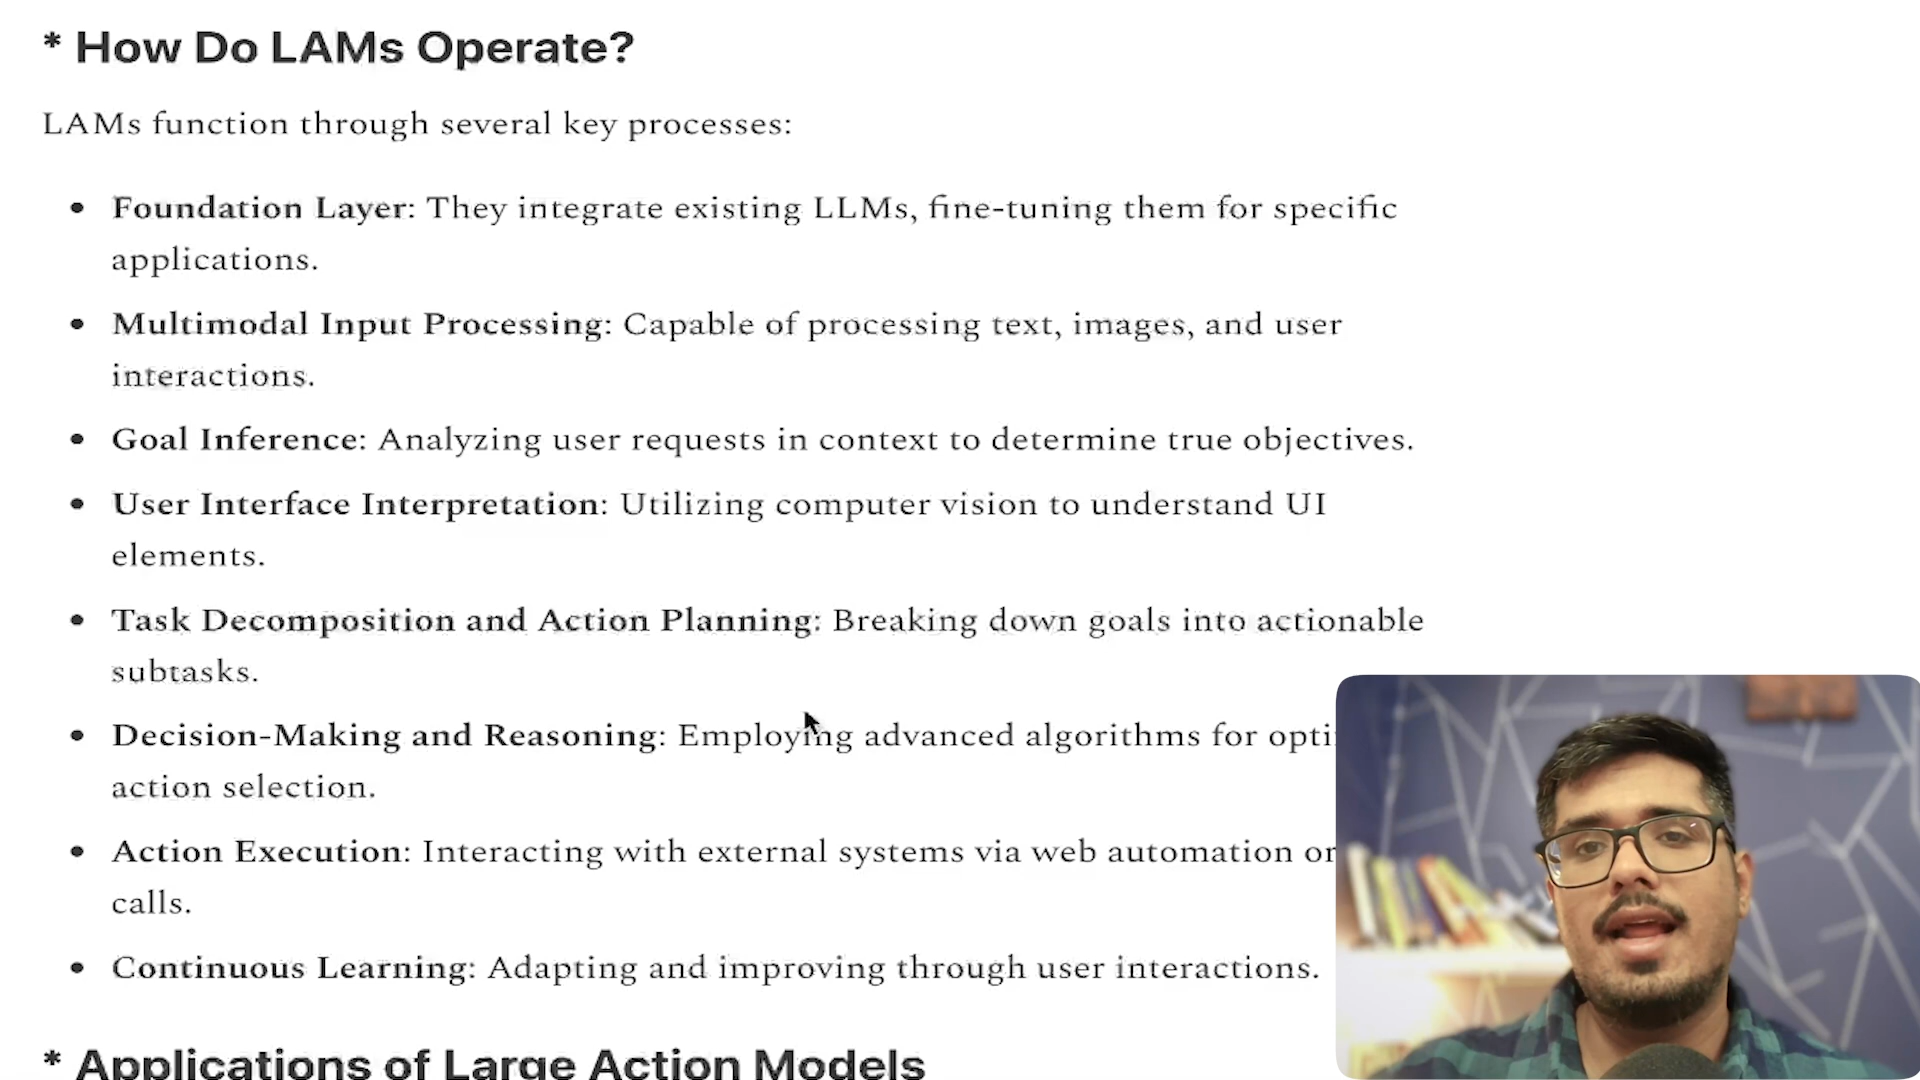 * How Do LAMs Operate?
LAMs function through several key processes:
• Foundation Layer: They integrate existing LLMs, fine-tuning them for specific
applications.
• Multimodal Input Processing: Capable of processing text, images, and user
interactions.
• Goal Inference: Analyzing user requests in context to determine true objectives.
• User Interface Interpretation: Utilizing computer vision to understand UI
elements.
• Task Decomposition and Action Planning: Breaking down goals into actionable
subtasks.
• Decision-Making and Reasoning: Employing advanced algorithms for
action selection.
• Action Execution: Interacting with external systems via web automation or
calls.
• Continuous Learning: Adapting and improving through user interactions.
* Applications of Large Action Models